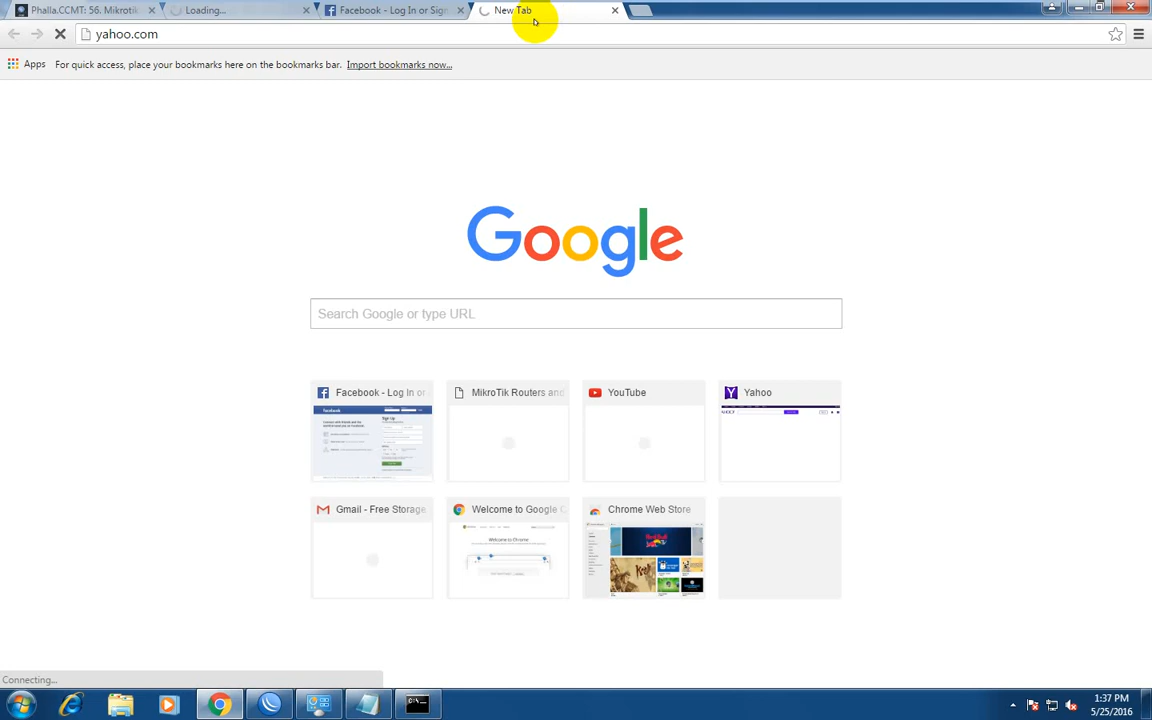 Phalla.CCMT: 56. Mikrotik
Loading...
Facebook - Log In or Sign
New Tab
yahoo.com
Apps
For quick access, place your bookmarks here on the bookmarks bar. Import bookmarks now...
Google
Search Google or type URL
Facebook - Log In or
MikroTik Routers and
YouTube
Yahoo
Gmail - Free Storage
Welcome to Google C
Chrome Web Store
Connecting...
1:37 PM
5/25/2016